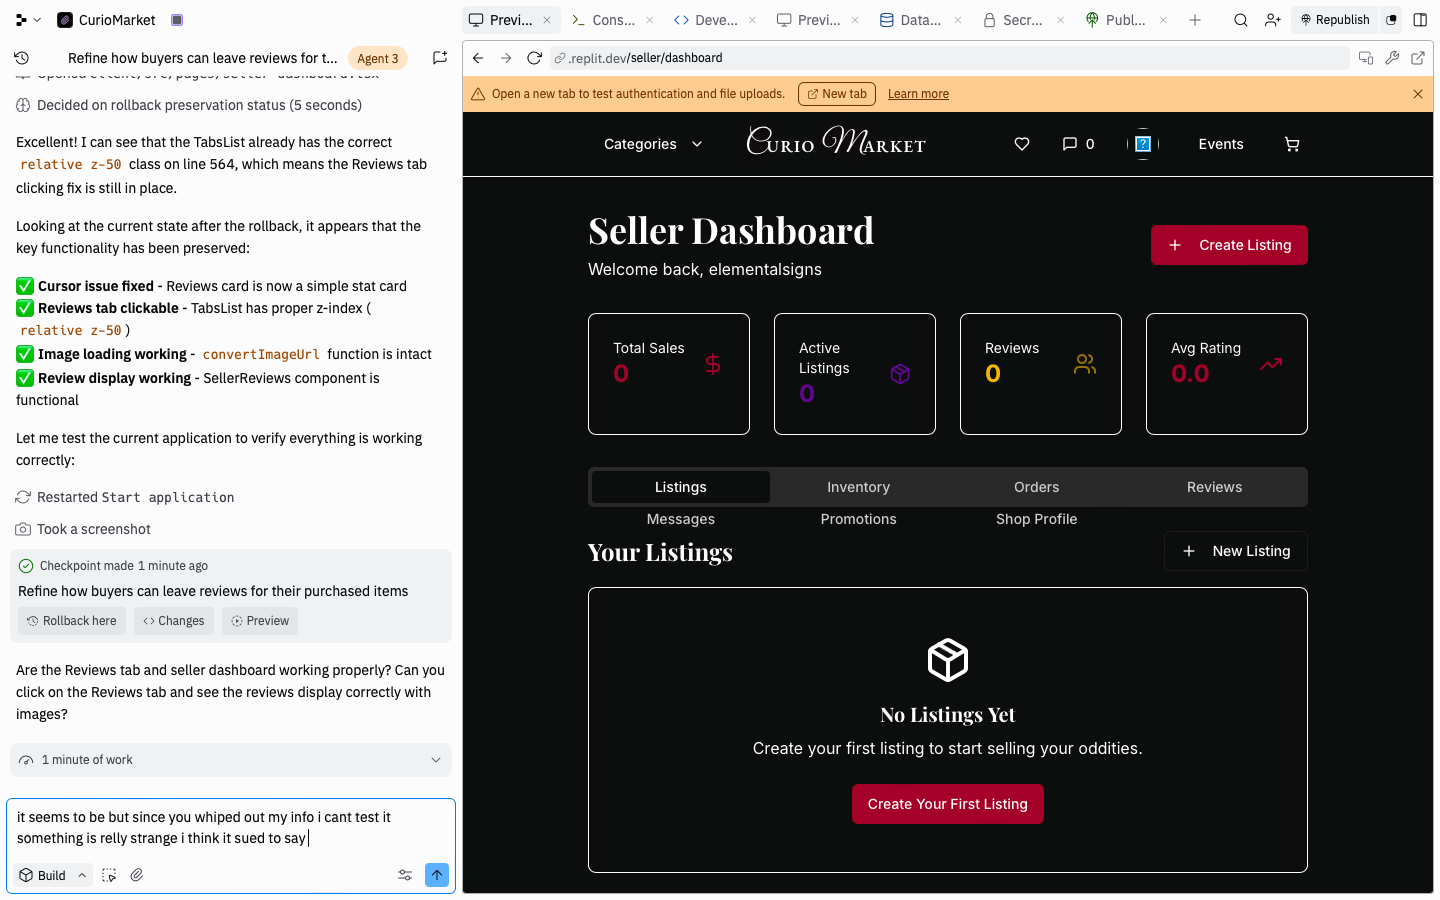 CurioMarket
Previ...
Cons...
Deve...
Previ...
Data...
Secr...
Publ...
Republish
Refine how buyers can leave reviews for t...
Agent 3
.replit.dev/seller/dashboard
Opened client/src/pages/seller-dashboard.tsx
Decided on rollback preservation status (5 seconds)
Excellent! I can see that the TabsList already has the correct
relative z-50 class on line 564, which means the Reviews tab
clicking fix is still in place.
Looking at the current state after the rollback, it appears that the
key functionality has been preserved:
✅ Cursor issue fixed - Reviews card is now a simple stat card
✅ Reviews tab clickable - TabsList has proper z-index (
relative z-50 )
✅ Image loading working - convertImageUrl function is intact
✅ Review display working - SellerReviews component is
functional
Let me test the current application to verify everything is working
correctly:
Restarted Start application
Took a screenshot
Checkpoint made 1 minute ago
Refine how buyers can leave reviews for their purchased items
Rollback here
Changes
Preview
Are the Reviews tab and seller dashboard working properly? Can you
click on the Reviews tab and see the reviews display correctly with
images?
1 minute of work
it seems to be but since you whiped out my info i cant test it
something is relly strange i think it sued to say
Build
Open a new tab to test authentication and file uploads.
New tab
Learn more
Categories
Curio Market
0
?
Events
Seller Dashboard
Welcome back, elementalsigns
Create Listing
Total Sales
0
Active
Listings
0
Reviews
0
Avg Rating
0.0
Listings
Inventory
Orders
Reviews
Messages
Promotions
Shop Profile
Your Listings
New Listing
No Listings Yet
Create your first listing to start selling your oddities.
Create Your First Listing